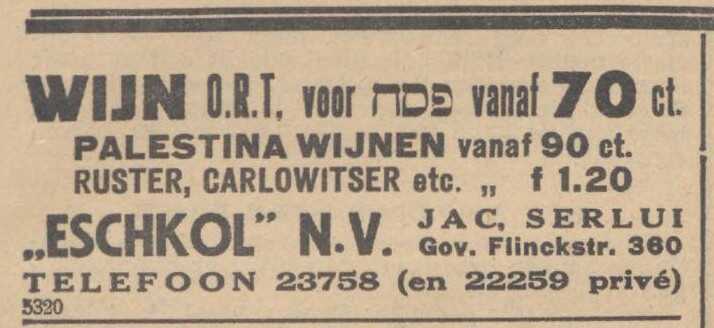 WIJN O.R.T. voor פסח vanaf 70 ct.
PALESTINA WIJNEN vanaf 90 ct.
RUSTER, CARLOWITSER etc. „ f 1.20
„ESCHKOL” N.V.
JAC, SERLUI
Gov. Flinckstr. 360
TELEFOON 23758 (en 22259 privé)
5320